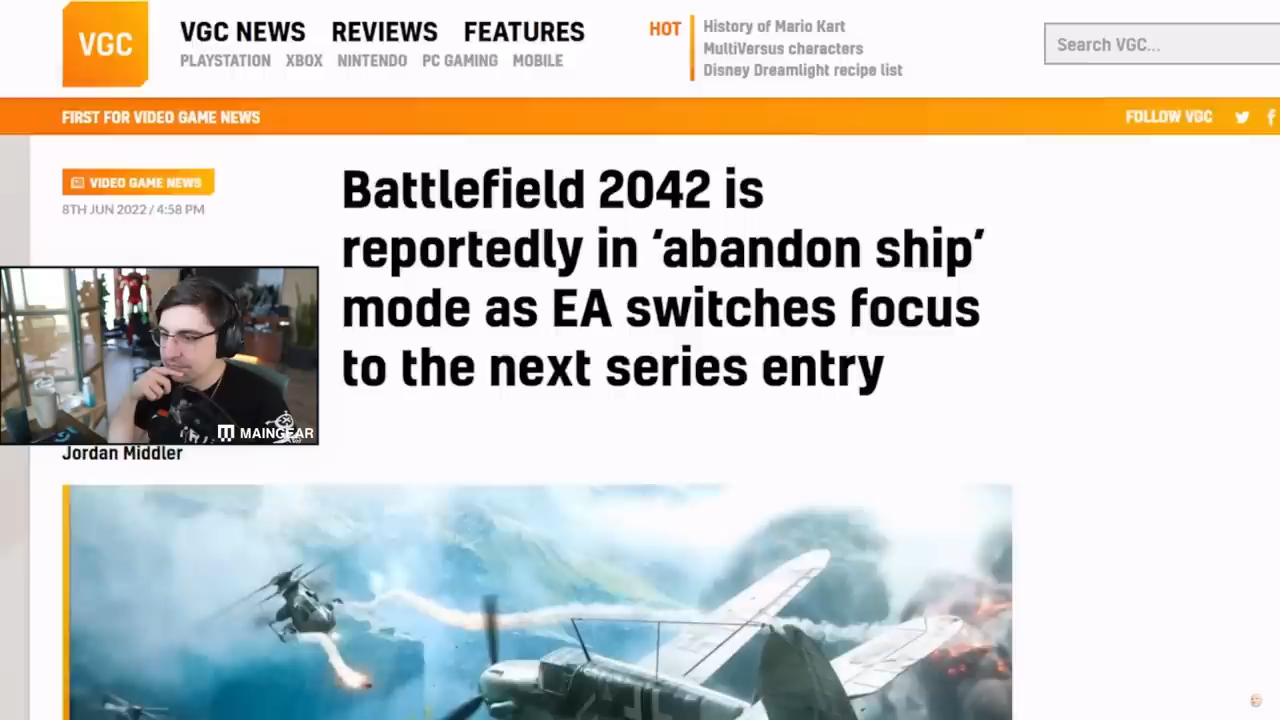 VGC
VGC NEWS REVIEWS FEATURES
PLAYSTATION XBOX NINTENDO PC GAMING MOBILE
HOT
History of Mario Kart
MultiVersus characters
Disney Dreamlight recipe list
Search VGC...
FIRST FOR VIDEO GAME NEWS
FOLLOW VGC
VIDEO GAME NEWS
8TH JUN 2022 / 4:58 PM
Battlefield 2042 is
reportedly in ‘abandon ship’
mode as EA switches focus
to the next series entry
MAINGEAR
Jordan Middler